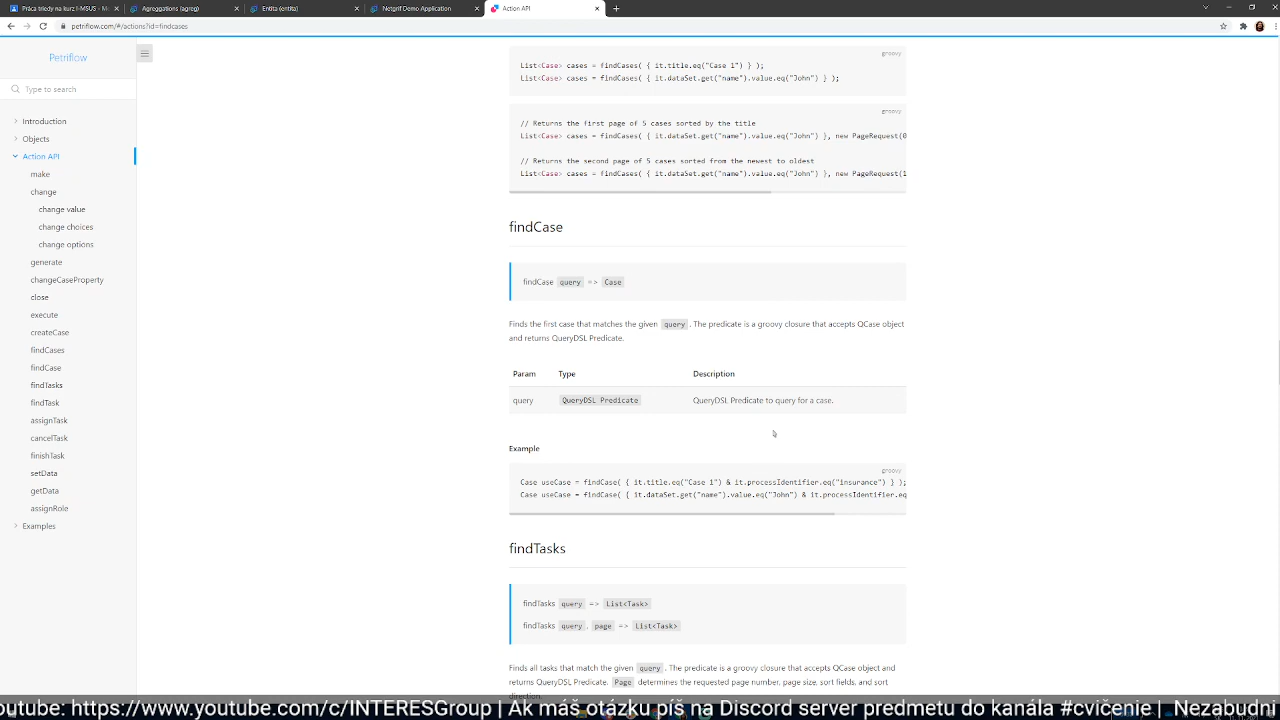 Práca triedy na kurz I-MSUS - M
Agreggations (agreg)
Entita (entita)
Netgrif Demo Application
Action API
petriflow.com/#/actions?id=findcases
Petriflow
Type to search
Introduction
Objects
Action API
make
change
change value
change choices
change options
generate
changeCaseProperty
close
execute
createCase
findCases
findCase
findTasks
findTask
assignTask
cancelTask
finishTask
setData
getData
assignRole
Examples
groovy
List<Case> cases = findCases( { it.title.eq("Case 1") } );
List<Case> cases = findCases( { it.dataSet.get("name").value.eq("John") } );
groovy
// Returns the first page of 5 cases sorted by the title
List<Case> cases = findCases( { it.dataSet.get("name").value.eq("John") }, new PageRequest(0
// Returns the second page of 5 cases sorted from the newest to oldest
List<Case> cases = findCases( { it.dataSet.get("name").value.eq("John") }, new PageRequest(1
findCase
findCase query => Case
Finds the first case that matches the given query. The predicate is a groovy closure that accepts QCase object
and returns QueryDSL Predicate.
Param Type Description
query QueryDSL Predicate QueryDSL Predicate to query for a case.
Example
groovy
Case useCase = findCase( { it.title.eq("Case 1") & it.processIdentifier.eq("insurance") } );
Case useCase = findCase( { it.dataSet.get("name").value.eq("John") & it.processIdentifier.eq
findTasks
findTasks query => List<Task>
findTasks query, page => List<Task>
Finds all tasks that match the given query. The predicate is a groovy closure that accepts QCase object and
returns QueryDSL Predicate. Page determines the requested page number, page size, sort fields, and sort
direction.
outube: https://www.youtube.com/c/INTERESGroup | Ak máš otázku píš na Discord server predmetu do kanála #cvičenie | Nezabudni